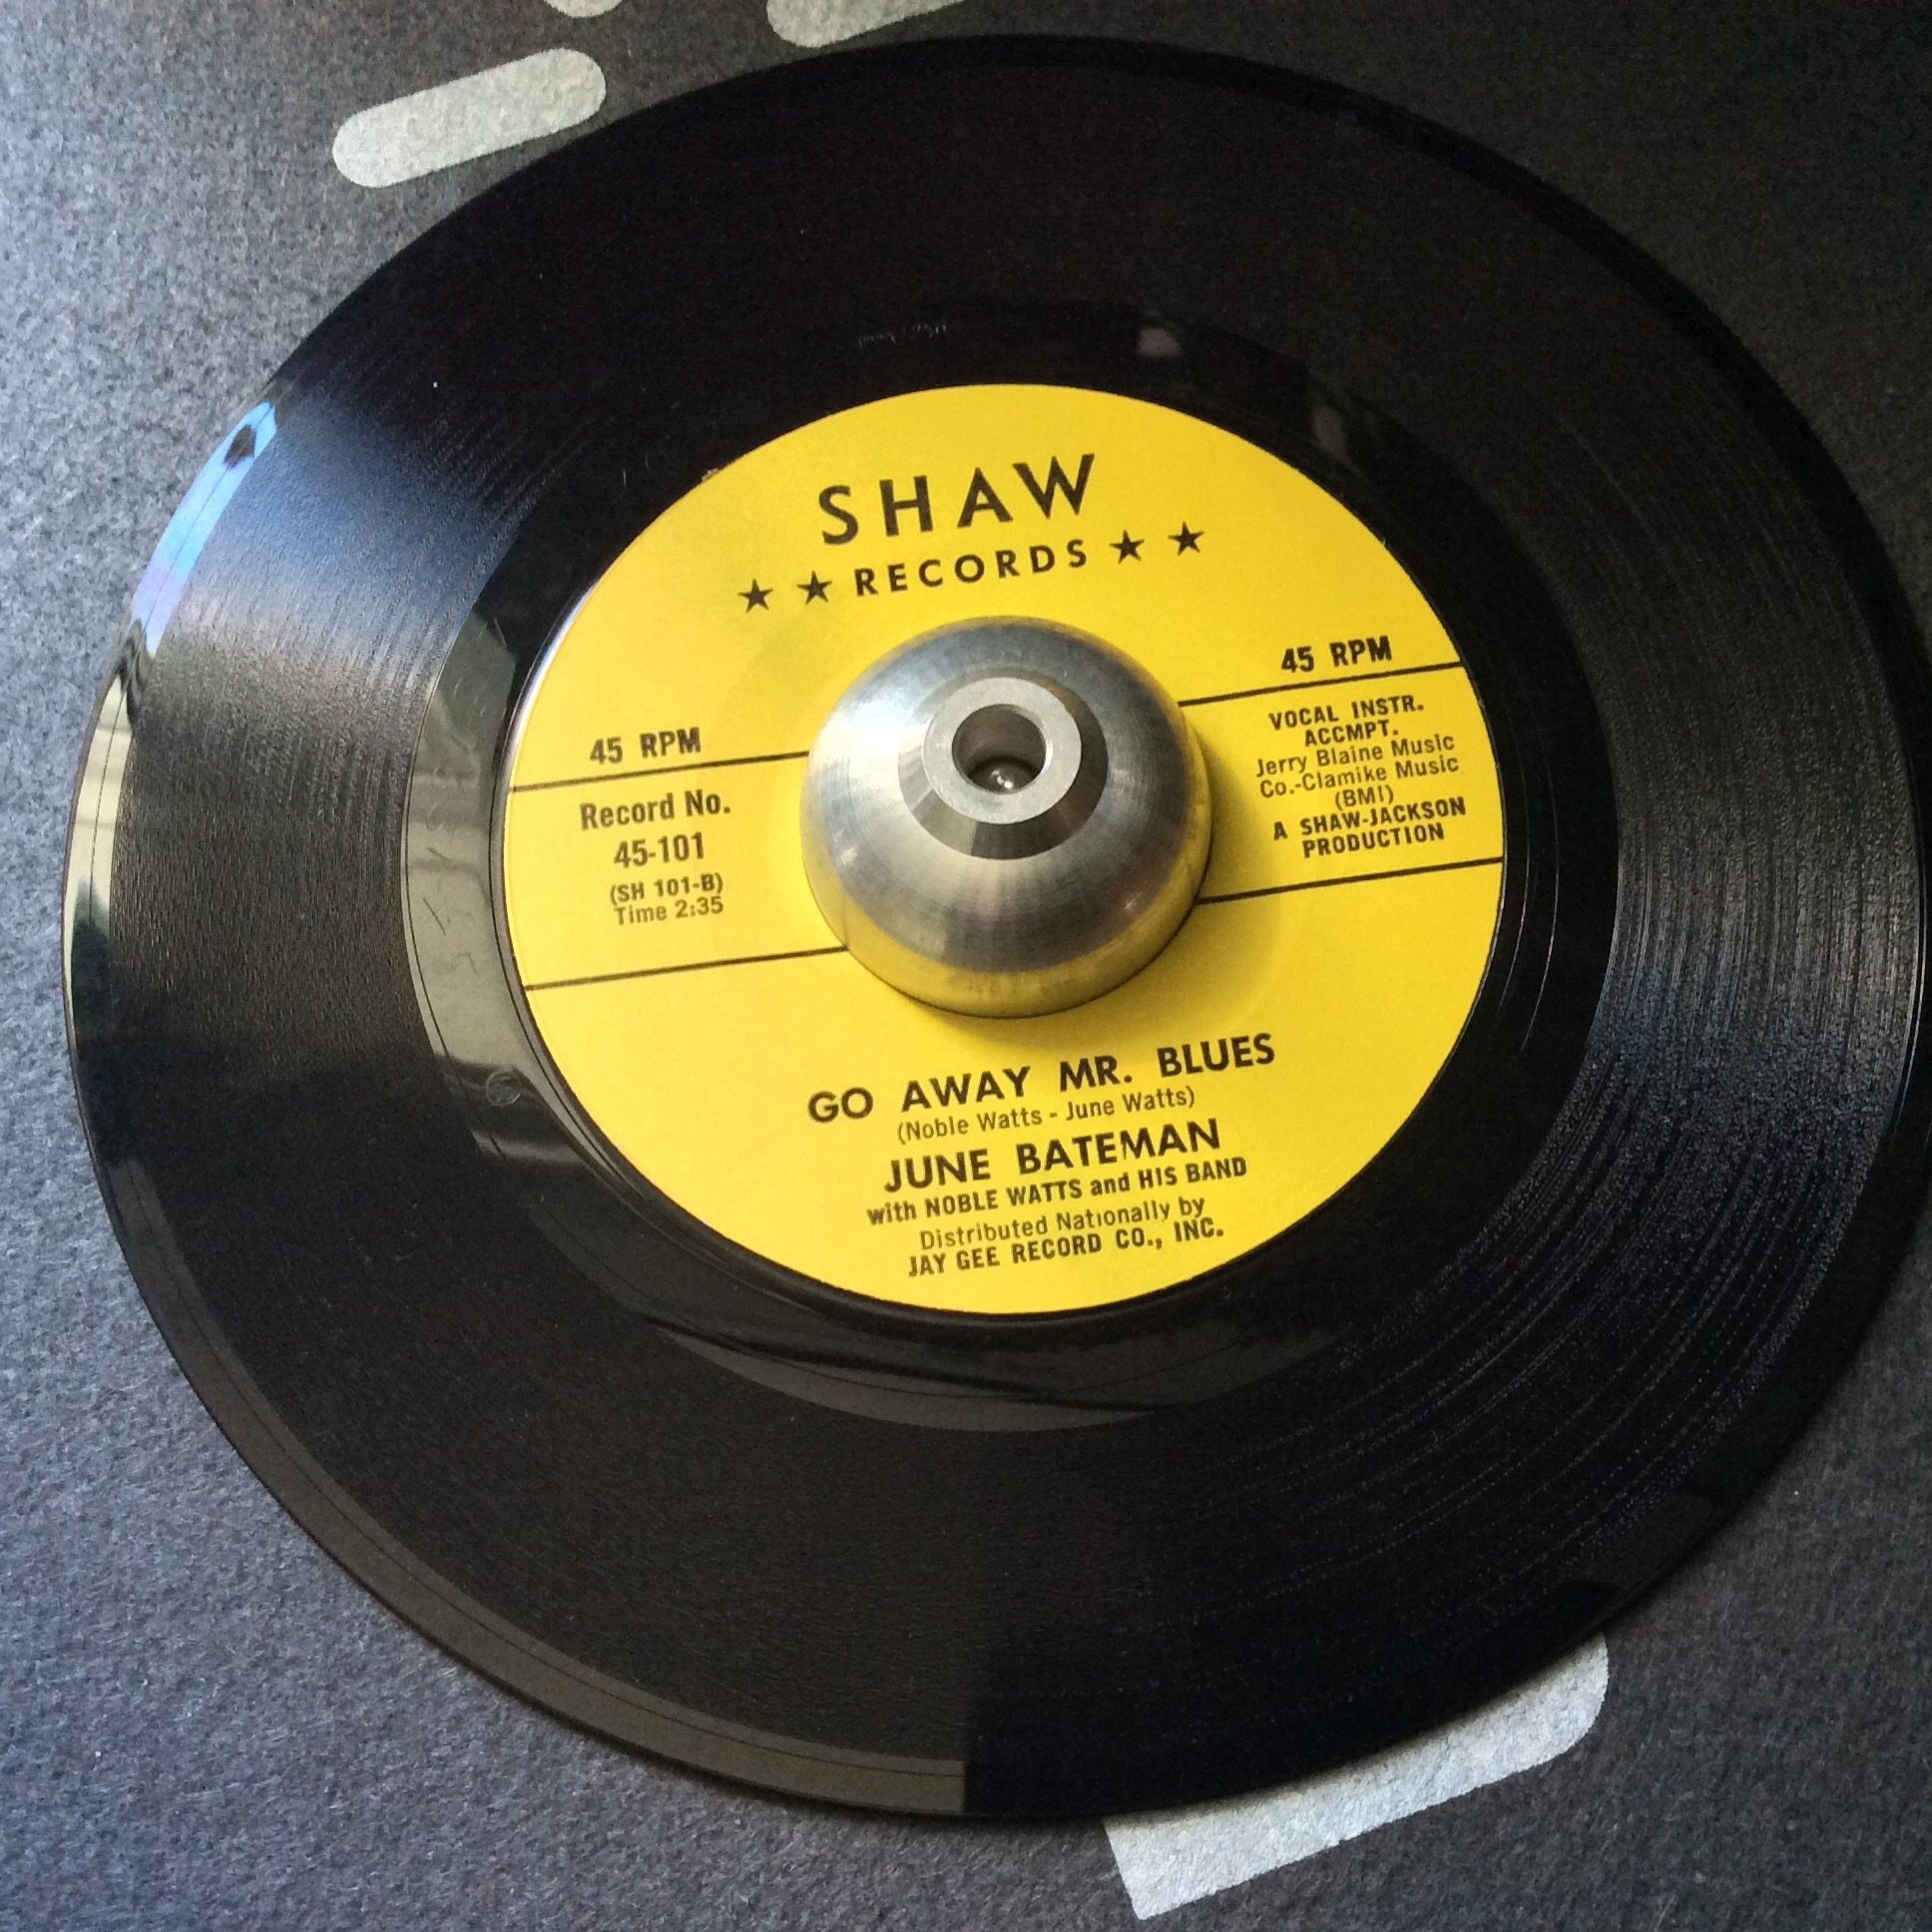 SHAW
★ ★ RECORDS ★ ★
45 RPM
Record No.
45-101
(SH 101-B)
Time 2:35
45 RPM
VOCAL INSTR.
ACCMPT.
Jerry Blaine Music
Co.-Clamike Music
(BMI)
A SHAW-JACKSON
PRODUCTION
GO AWAY MR. BLUES
(Noble Watts - June Watts)
JUNE BATEMAN
with NOBLE WATTS and HIS BAND
Distributed Nationally by
JAY GEE RECORD CO., INC.